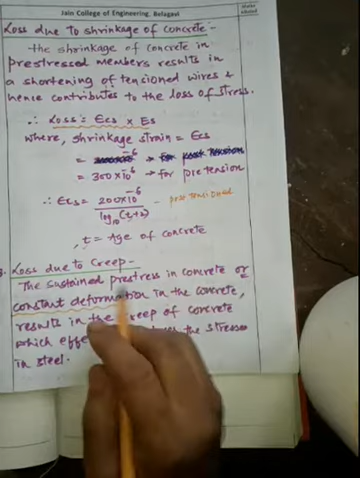 Jain College of Engineering, Belagavi
Loss due to shrinkage of concrete:-
the shrinkage of concrete in
prestressed members results in
a shortening of tensioned wires &
hence contributes to the loss of stress.
∴ Loss = Ecs × Es
where, shrinkage strain = Ecs
= 300×10⁻⁶ → for pretension
∴ Ecs = 200×10⁻⁶ / log₁₀(t+2) - post tensioned
t = Age of concrete
Loss due to Creep-
The sustained prestress in concrete or
constant deformation in the concrete,
results in the creep of concrete
which the stresses
in steel.